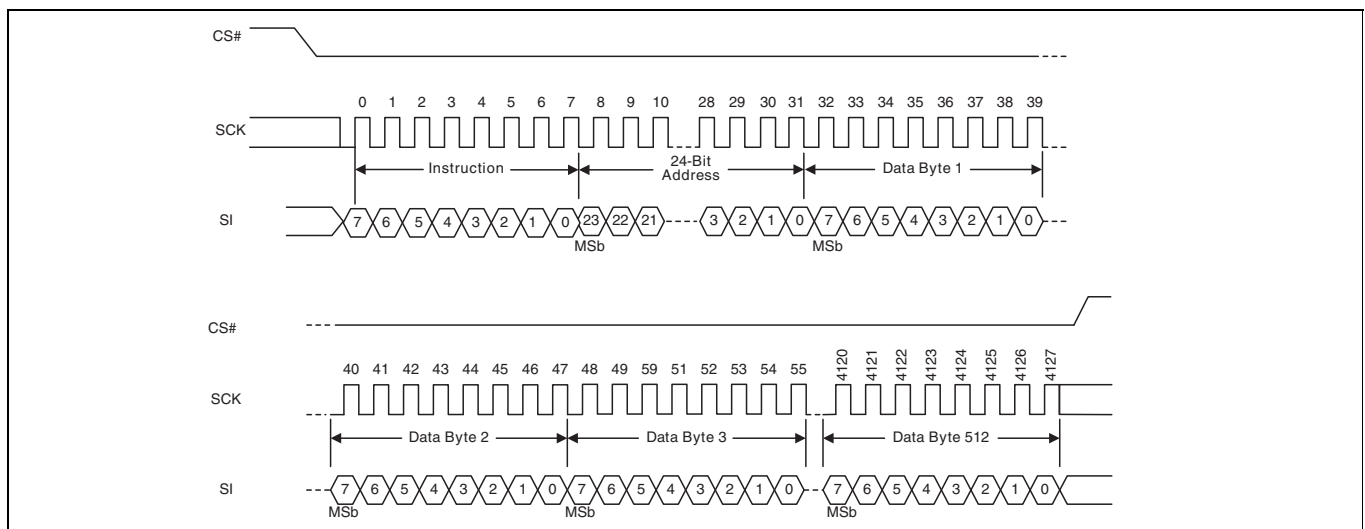 CS#
0 1 2 3 4 5 6 7 8 9 10 28 29 30 31 32 33 34 35 36 37 38 39
SCK
Instruction
24-Bit
Address
Data Byte 1
SI
7 6 5 4 3 2 1 0 23 22 21 3 2 1 0 7 6 5 4 3 2 1 0
MSb MSb
CS#
40 41 42 43 44 45 46 47 48 49 59 51 52 53 54 55 4120 4121 4122 4123 4124 4125 4126 4127
SCK
Data Byte 2 Data Byte 3 Data Byte 512
SI
7 6 5 4 3 2 1 0 7 6 5 4 3 2 1 0 7 6 5 4 3 2 1 0
MSb MSb MSb